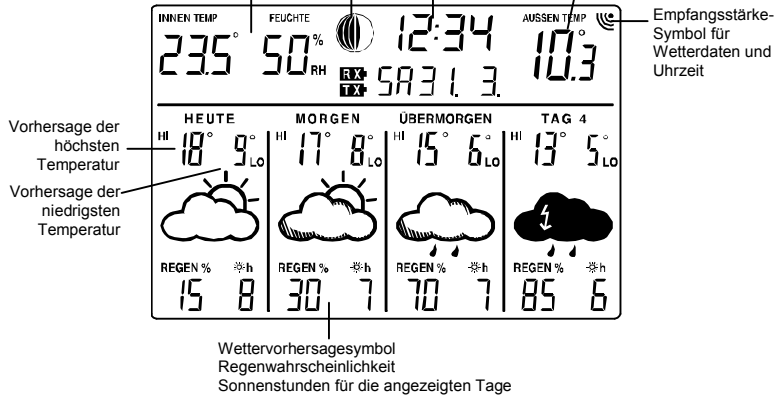 INNEN TEMP FEUCHTE 12:34 AUSSEN TEMP
23.5° 50% RH 10.3°
RX
TX SA 31. 3.
Empfangsstärke-
Symbol für
Wetterdaten und
Uhrzeit
Vorhersage der
höchsten
Temperatur
Vorhersage der
niedrigsten
Temperatur
HEUTE MORGEN ÜBERMORGEN TAG 4
HI 18° 9° LO HI 17° 8° LO HI 15° 6° LO HI 13° 5° LO
REGEN % h REGEN % h REGEN % h REGEN % h
15 8 30 7 70 7 85 6
Wettervorhersagesymbol
Regenwahrscheinlichkeit
Sonnenstunden für die angezeigten Tage